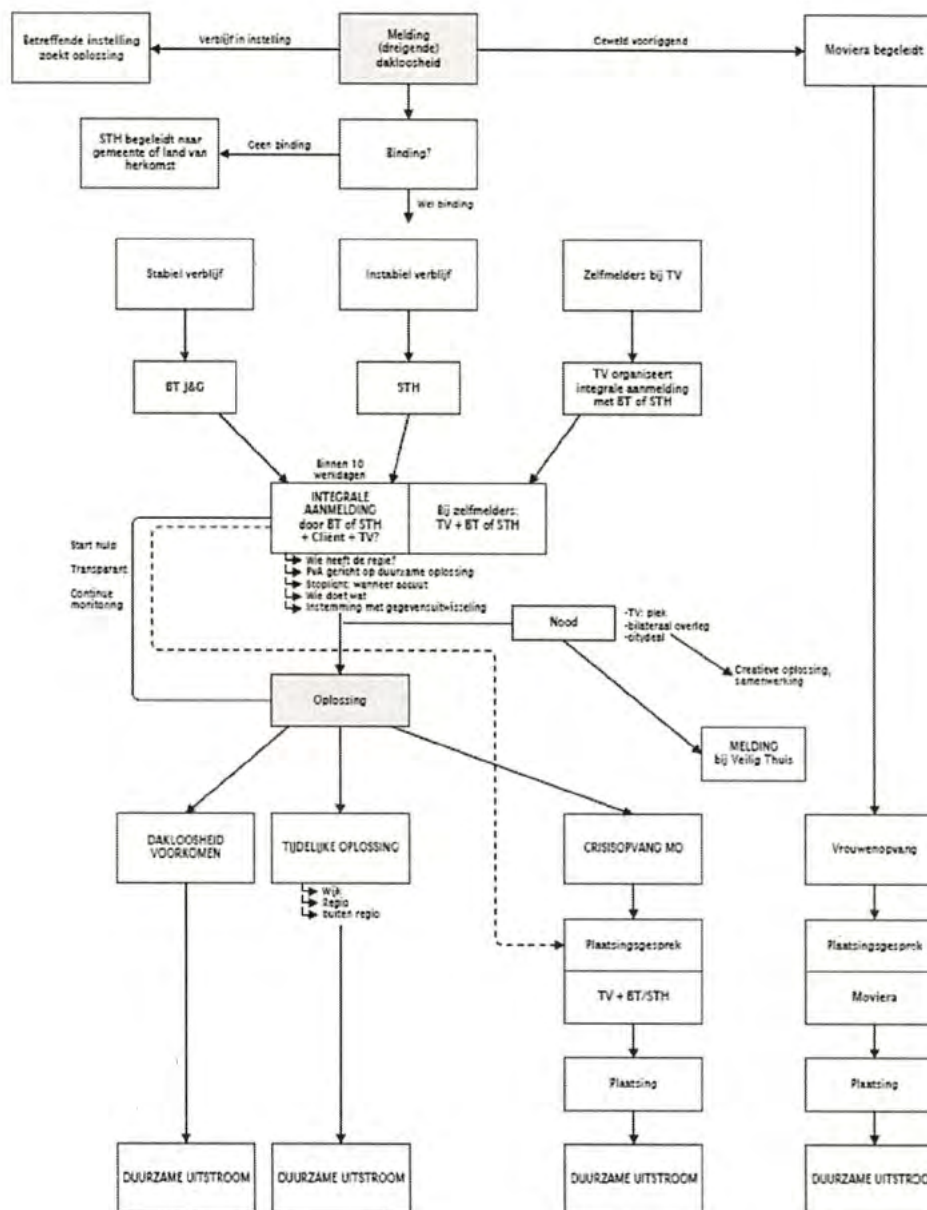 Betreffende instelling
zoekt oplossing
Verblijf in instelling
Melding
(dreigende)
dakloosheid
Geweld voorliggend
Moviera begeleidt
STH begeleidt naar
gemeente of land van
herkomst
Geen binding
Binding?
Wel binding
Stabiel verblijf
Instabiel verblijf
Zelfmelders bij TV
BT J&G
STH
TV organiseert
integrale aanmelding
met BT of STH
Binnen 10
werkdagen
INTEGRALE
AANMELDING
door BT of STH
+ Cliënt + TV?
Bij zelfmelders:
TV + BT of STH
Start hulp
Transparant
Continue
monitoring
Wie heeft de regie?
PvA gericht op duurzame oplossing
Stoplicht: wanneer acuut
Wie doet wat
Instemming met gegevensuitwisseling
Nood
-TV: plek
-bilateraal overleg
-citydeal
Creatieve oplossing,
samenwerking
Oplossing
MELDING
bij Veilig Thuis
DAKLOOSHEID
VOORKOMEN
TIJDELIJKE OPLOSSING
CRISISOPVANG MO
Vrouwenopvang
Wijk
Regio
Buiten regio
Plaatsingsgesprek
Plaatsingsgesprek
TV + BT/STH
Moviera
Plaatsing
Plaatsing
DUURZAME UITSTROOM
DUURZAME UITSTROOM
DUURZAME UITSTROOM
DUURZAME UITSTROO